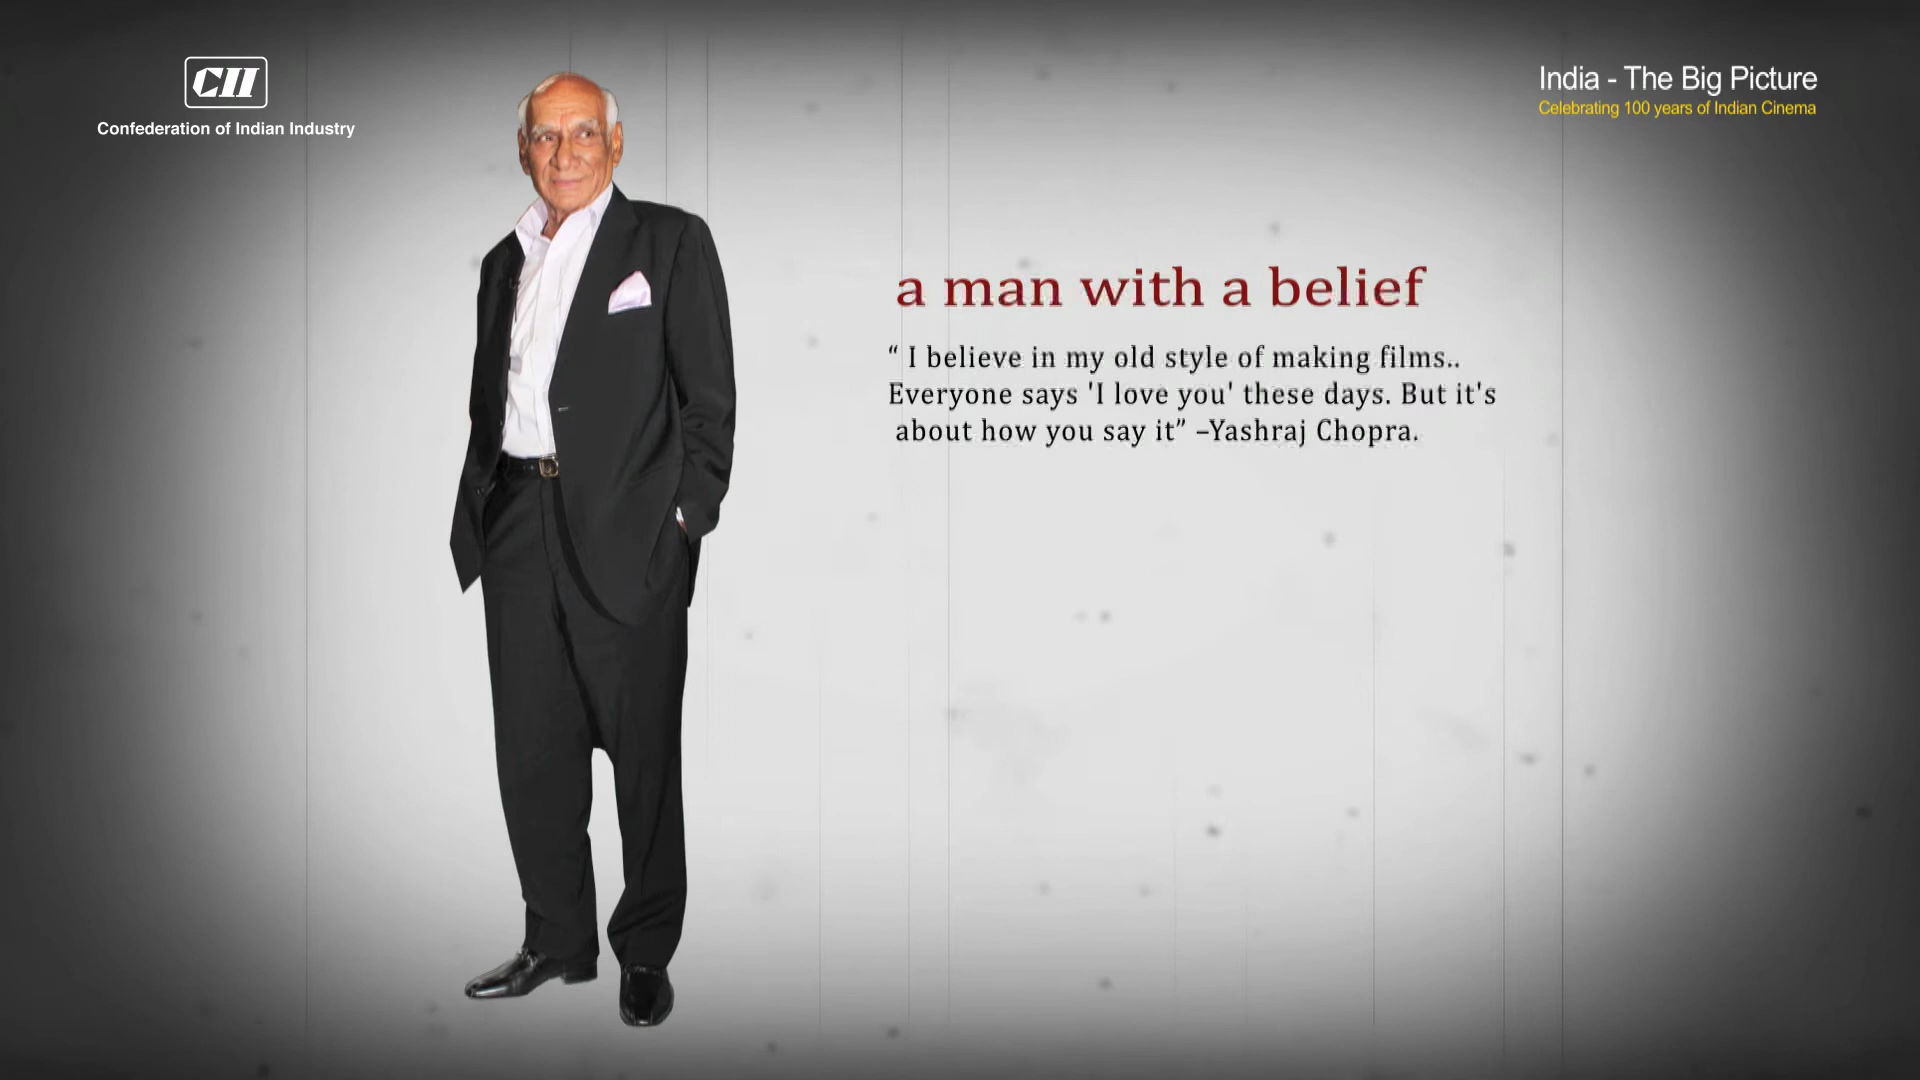 CII
Confederation of Indian Industry
India - The Big Picture
Celebrating 100 years of Indian Cinema
a man with a belief
“ I believe in my old style of making films..
Everyone says 'I love you' these days. But it's
about how you say it” –Yashraj Chopra.